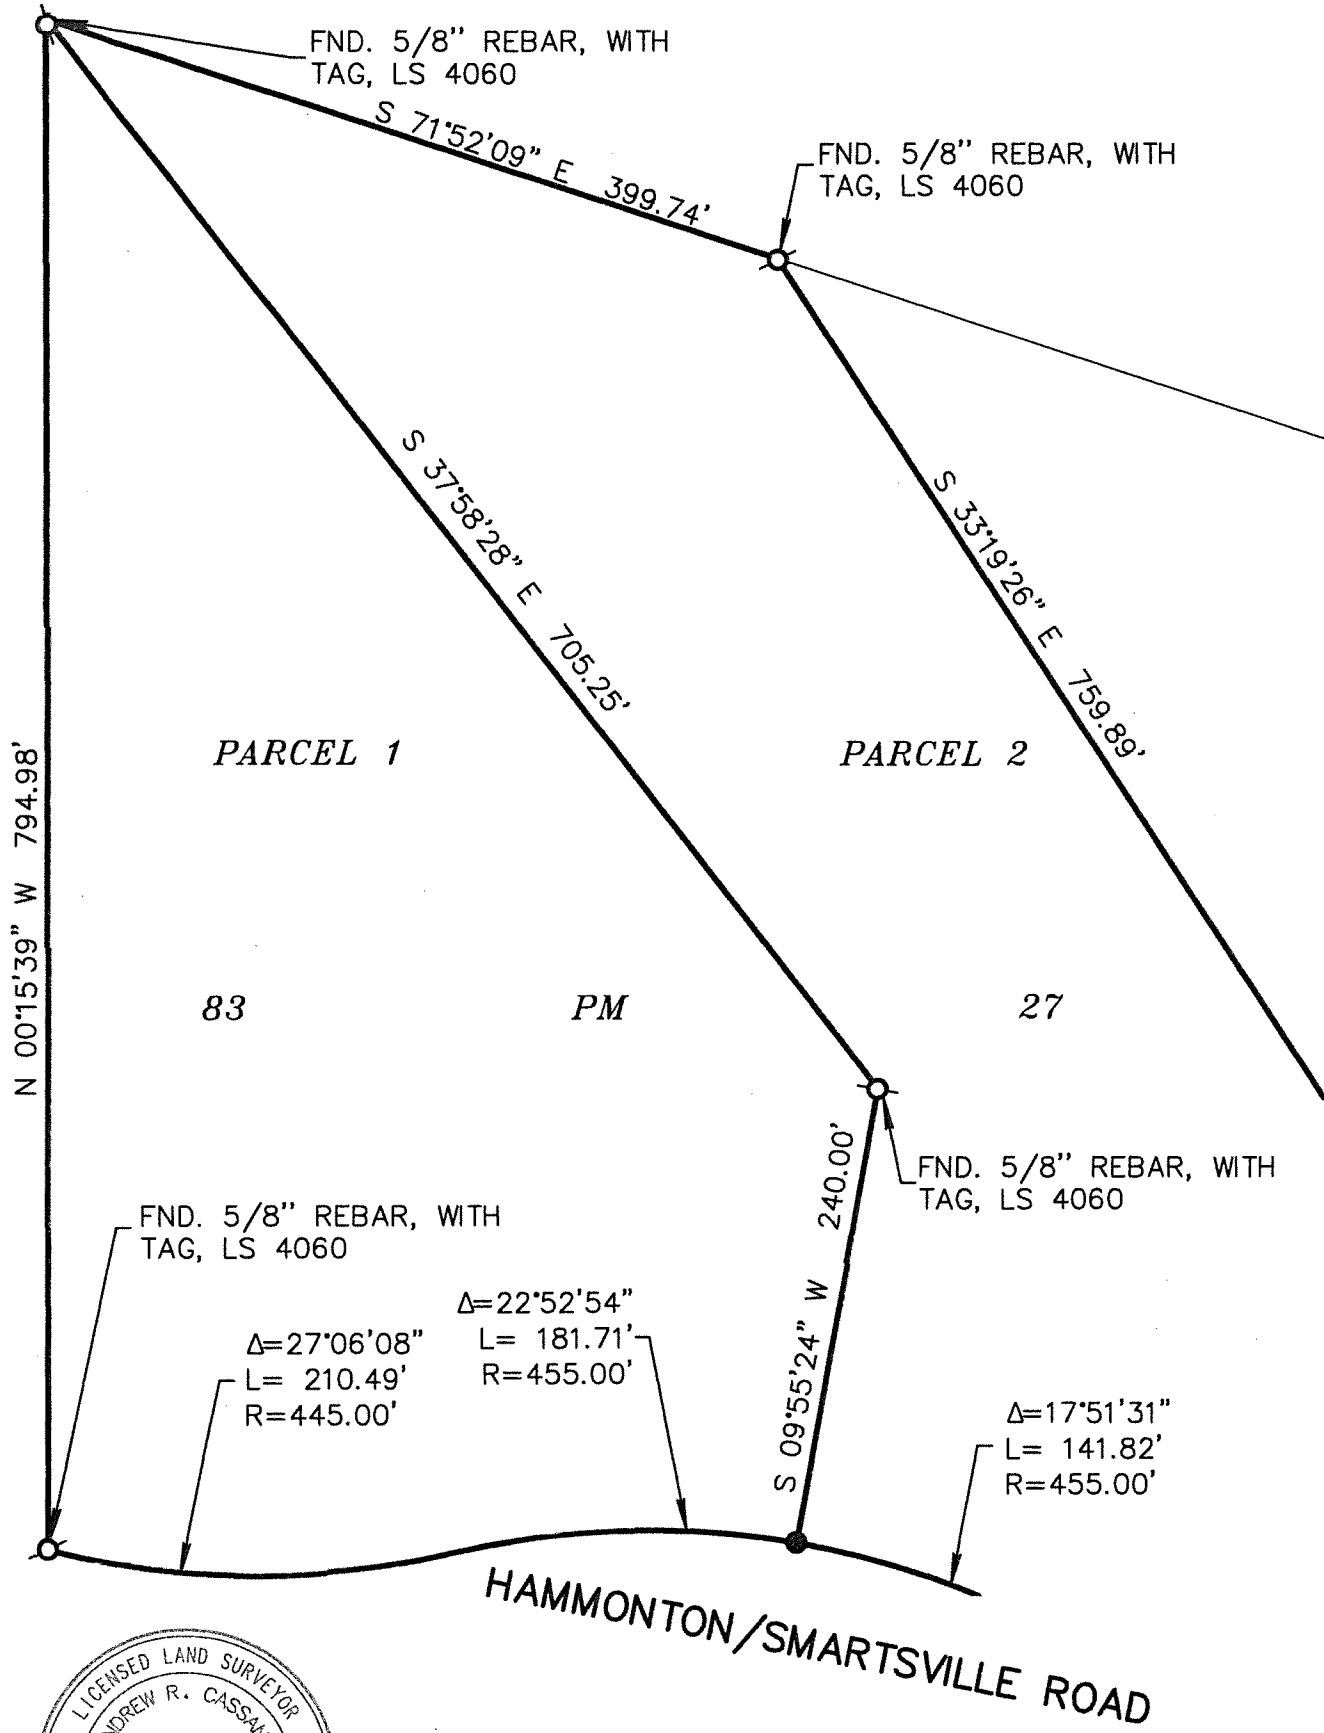 FND. 5/8" REBAR, WITH
TAG, LS 4060
S 71°52'09" E 399.74'
FND. 5/8" REBAR, WITH
TAG, LS 4060
S 37°58'28" E 705.25'
S 33°19'26" E 759.89'
N 00°15'39" W 794.98'
PARCEL 1
PARCEL 2
83 PM 27
FND. 5/8" REBAR, WITH
TAG, LS 4060
FND. 5/8" REBAR, WITH
TAG, LS 4060
S 09°55'24" W 240.00'
Δ=27°06'08"
L= 210.49'
R=445.00'
Δ=22°52'54"
L= 181.71'
R=455.00'
Δ=17°51'31"
L= 141.82'
R=455.00'
HAMMONTON/SMARTSVILLE ROAD
LICENSED LAND SURVEYOR
R.